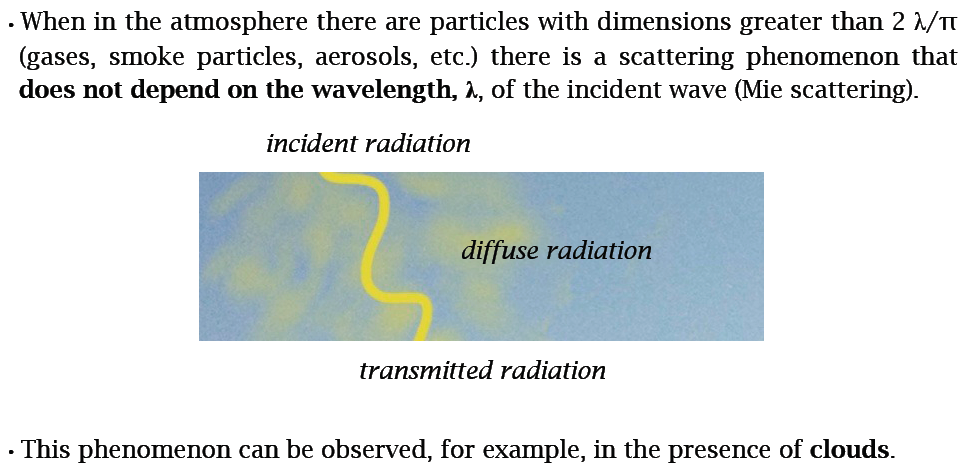 · When in the atmosphere there are particles with dimensions greater than 2 λ/π
(gases, smoke particles, aerosols, etc.) there is a scattering phenomenon that
does not depend on the wavelength, λ, of the incident wave (Mie scattering).
incident radiation
diffuse radiation
transmitted radiation
· This phenomenon can be observed, for example, in the presence of clouds.